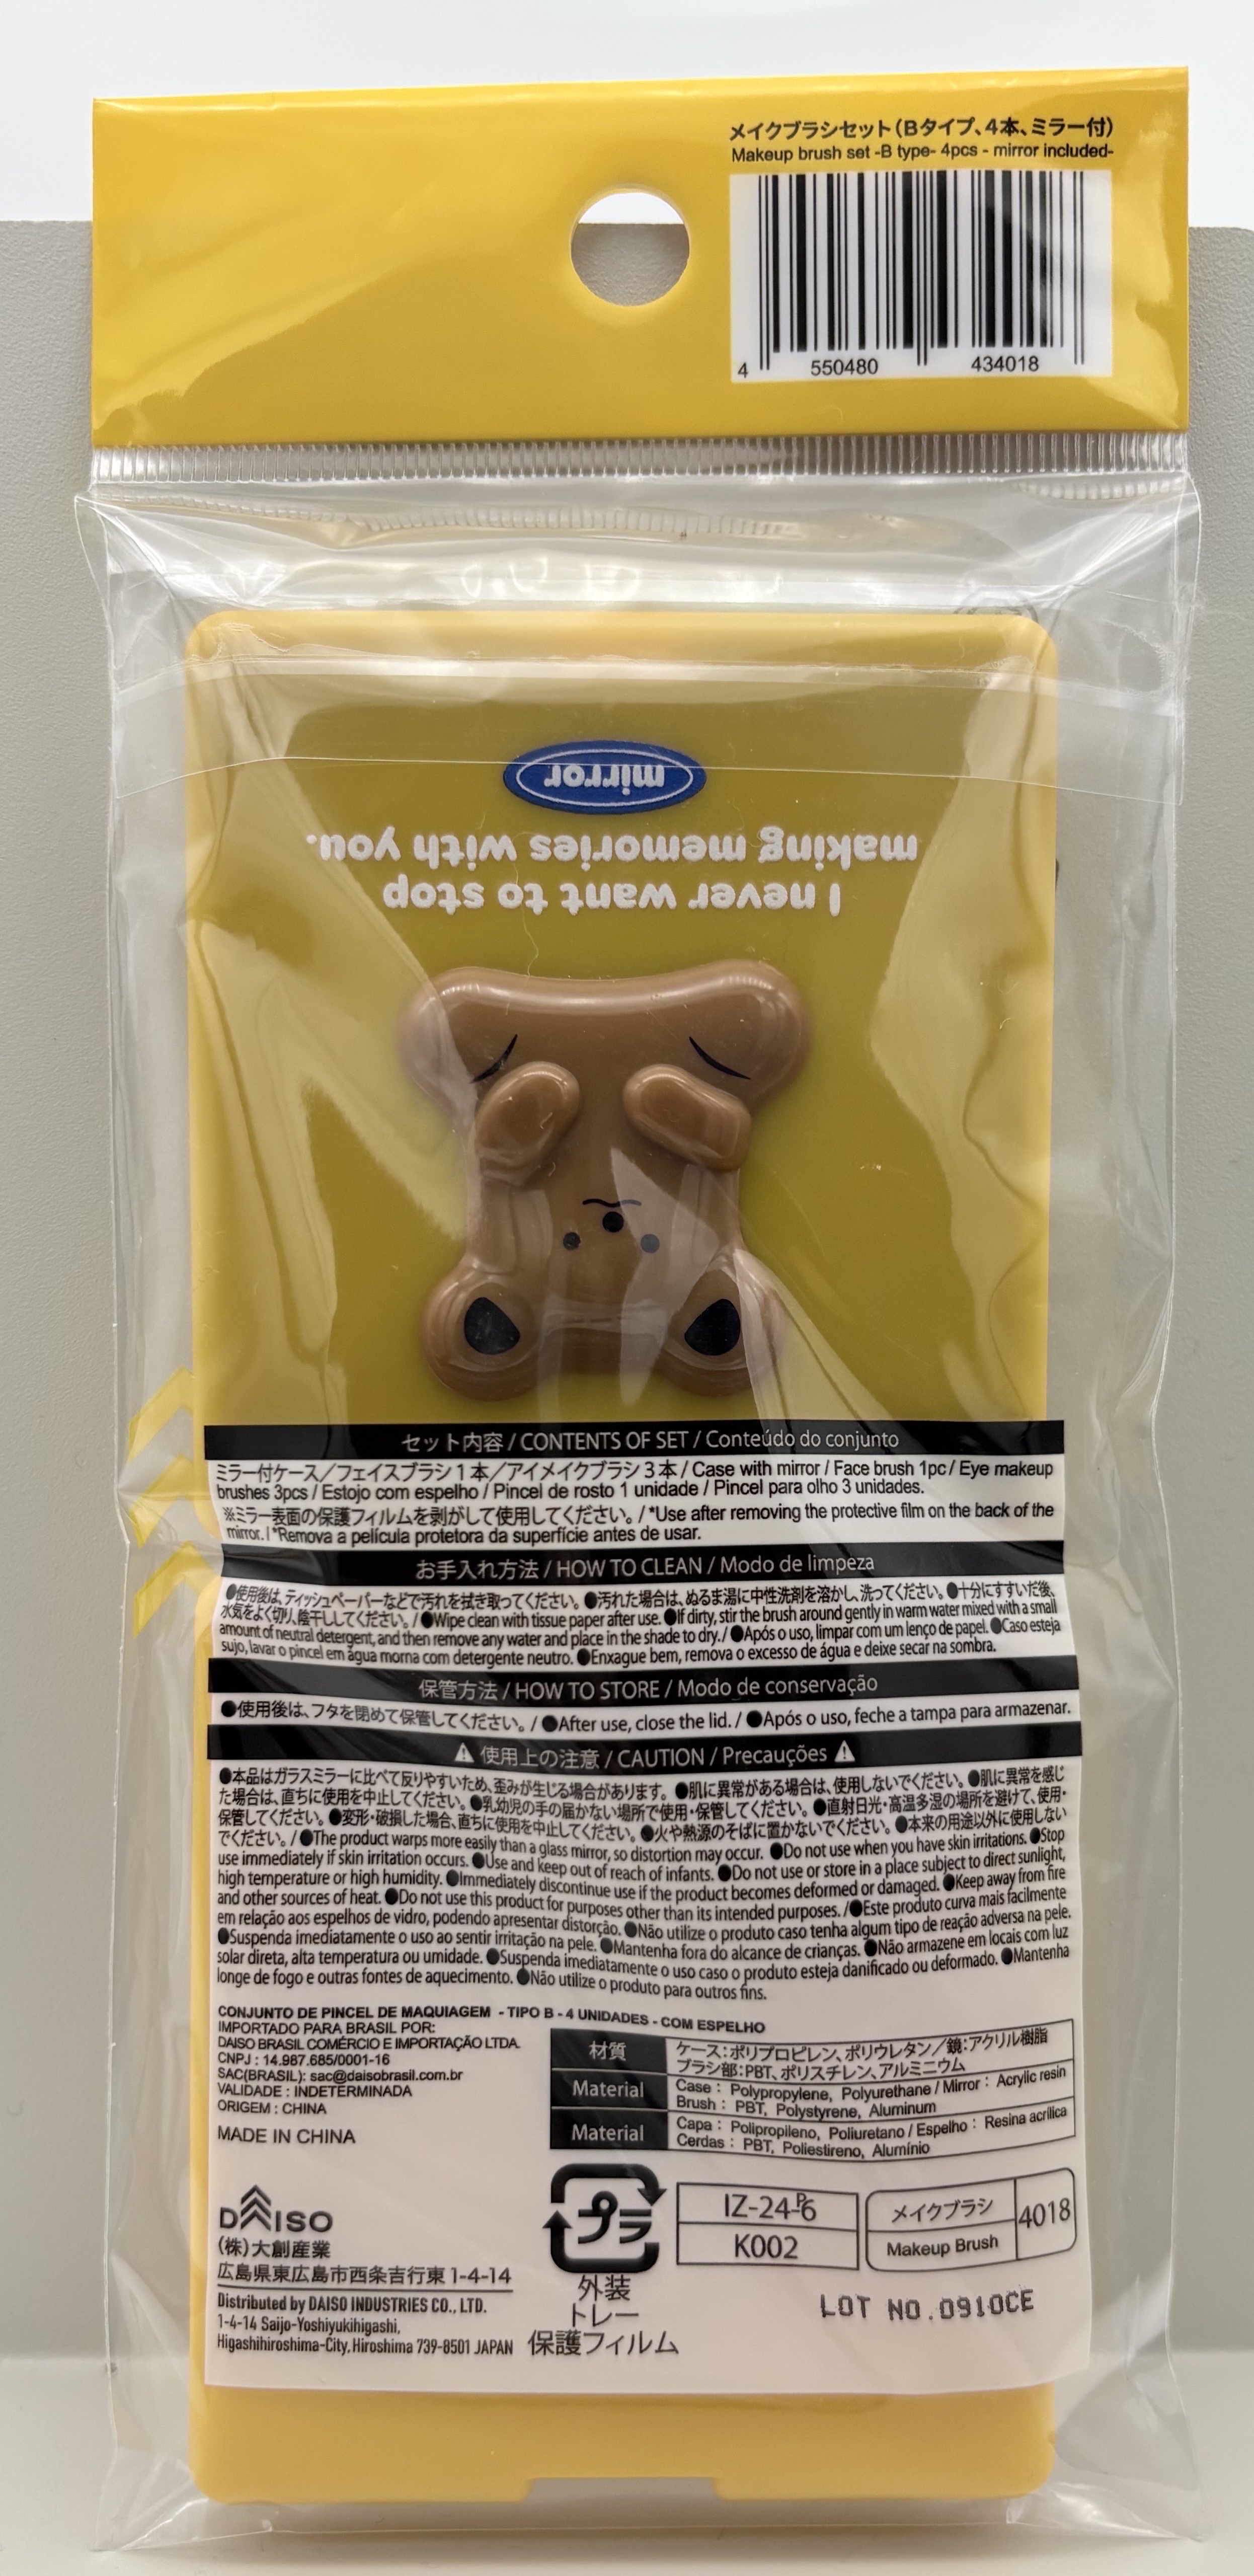 メイクブラシセット(Bタイプ、4本、ミラー付)
Makeup brush set -B type- 4pcs - mirror included-
4 550480 434018
mirror
I never want to stop
making memories with you.
セット内容 / CONTENTS OF SET / Conteúdo do conjunto
ミラー付ケース/フェイスブラシ1本/アイメイクブラシ3本 / Case with mirror / Face brush 1pc / Eye makeup
brushes 3pcs / Estojo com espelho / Pincel de rosto 1 unidade / Pincel para olho 3 unidades.
※ミラー表面の保護フィルムを剥がして使用してください。/ *Use after removing the protective film on the back of the
mirror. / *Remova a película protetora da superfície antes de usar.
お手入れ方法 / HOW TO CLEAN / Modo de limpeza
●使用後は、ティッシュペーパーなどで汚れを拭き取ってください。●汚れた場合は、ぬるま湯に中性洗剤を溶かし、洗ってください。●十分にすすいだ後、
水気をよく切り、陰干ししてください。/ ●Wipe clean with tissue paper after use. ●If dirty, stir the brush around gently in warm water mixed with a small
amount of neutral detergent, and then remove any water and place in the shade to dry. / ●Após o uso, limpar com um lenço de papel. ●Caso esteja
sujo, lavar o pincel em água morna com detergente neutro. ●Enxague bem, remova o excesso de água e deixe secar na sombra.
保管方法 / HOW TO STORE / Modo de conservação
●使用後は、フタを閉めて保管してください。/ ●After use, close the lid. / ●Após o uso, feche a tampa para armazenar.
⚠ 使用上の注意 / CAUTION / Precauções ⚠
●本品はガラスミラーに比べて反りやすいため、歪みが生じる場合があります。●肌に異常がある場合は、使用しないでください。●肌に異常を感じ
た場合は、直ちに使用を中止してください。●乳幼児の手の届かない場所で使用・保管してください。●直射日光・高温多湿の場所を避けて、使用・
保管してください。●変形・破損した場合、直ちに使用を中止してください。●火や熱源のそばに置かないでください。●本来の用途以外に使用しない
でください。/ ●The product warps more easily than a glass mirror, so distortion may occur. ●Do not use when you have skin irritations. ●Stop
use immediately if skin irritation occurs. ●Use and keep out of reach of infants. ●Do not use or store in a place subject to direct sunlight,
high temperature or high humidity. ●Immediately discontinue use if the product becomes deformed or damaged. ●Keep away from fire
and other sources of heat. ●Do not use this product for purposes other than its intended purposes. / ●Este produto curva mais facilmente
em relação aos espelhos de vidro, podendo apresentar distorção. ●Não utilize o produto caso tenha algum tipo de reação adversa na pele.
●Suspenda imediatamente o uso ao sentir irritação na pele. ●Mantenha fora do alcance de crianças. ●Não armazene em locais com luz
solar direta, alta temperatura ou umidade. ●Suspenda imediatamente o uso caso o produto esteja danificado ou deformado. ●Mantenha
longe de fogo e outras fontes de aquecimento. ●Não utilize o produto para outros fins.
CONJUNTO DE PINCEL DE MAQUIAGEM - TIPO B - 4 UNIDADES - COM ESPELHO
IMPORTADO PARA BRASIL POR:
DAISO BRASIL COMÉRCIO E IMPORTAÇÃO LTDA.
CNPJ : 14.987.685/0001-16
SAC(BRASIL): sac@daisobrasil.com.br
VALIDADE : INDETERMINADA
ORIGEM : CHINA
MADE IN CHINA
材質 ケース:ポリプロピレン、ポリウレタン/鏡:アクリル樹脂
ブラシ部:PBT、ポリスチレン、アルミニウム
Material Case : Polypropylene, Polyurethane / Mirror : Acrylic resin
Brush : PBT, Polystyrene, Aluminum
Material Capa : Polipropileno, Poliuretano / Espelho : Resina acrílica
Cerdas : PBT, Poliestireno, Alumínio
DAISO
(株)大創産業
広島県東広島市西条吉行東1-4-14
Distributed by DAISO INDUSTRIES CO., LTD.
1-4-14 Saijo-Yoshiyukihigashi,
Higashihiroshima-City, Hiroshima 739-8501 JAPAN
プラ
外装
トレー
保護フィルム
IZ-24-P6
K002
メイクブラシ
Makeup Brush
4018
LOT NO.0910CE